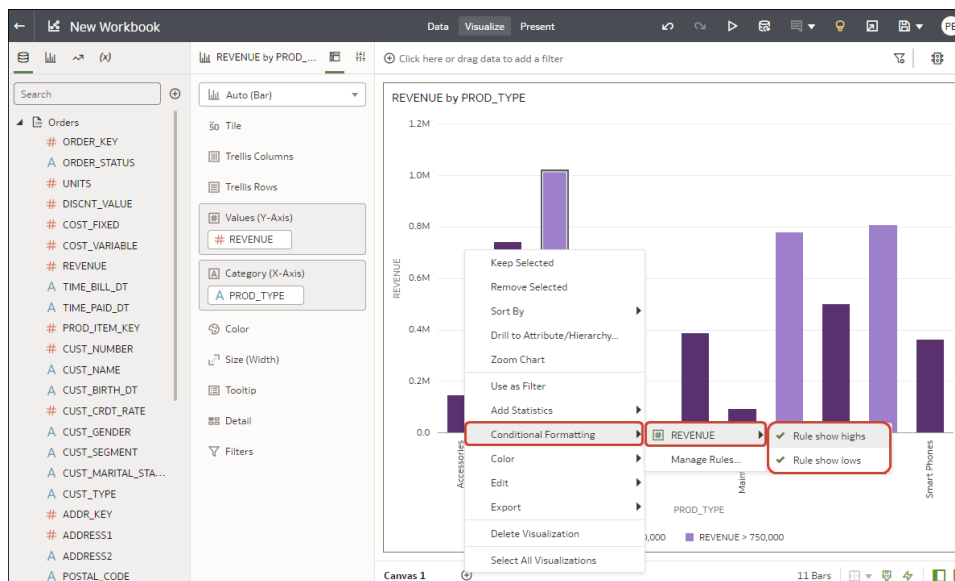 New Workbook
Data Visualize Present
PE
Search
Orders
ORDER_KEY
ORDER_STATUS
UNITS
DISCNT_VALUE
COST_FIXED
COST_VARIABLE
REVENUE
TIME_BILL_DT
TIME_PAID_DT
PROD_ITEM_KEY
CUST_NUMBER
CUST_NAME
CUST_BIRTH_DT
CUST_CRDT_RATE
CUST_GENDER
CUST_SEGMENT
CUST_MARITAL_STA...
CUST_TYPE
ADDR_KEY
ADDRESS1
ADDRESS2
POSTAL_CODE
REVENUE by PROD_...
Auto (Bar)
Tile
Trellis Columns
Trellis Rows
Values (Y-Axis)
# REVENUE
Category (X-Axis)
A PROD_TYPE
Color
Size (Width)
Tooltip
Detail
Filters
Click here or drag data to add a filter
REVENUE by PROD_TYPE
1.2M
1.0M
0.8M
0.6M
0.4M
0.2M
0.0
REVENUE
Accessories
Main
Smart Phones
PROD_TYPE
0,000
REVENUE > 750,000
Keep Selected
Remove Selected
Sort By
Drill to Attribute/Hierarchy...
Zoom Chart
Use as Filter
Add Statistics
Conditional Formatting
Color
Edit
Export
Delete Visualization
Select All Visualizations
# REVENUE
Manage Rules...
Rule show highs
Rule show lows
Canvas 1
11 Bars